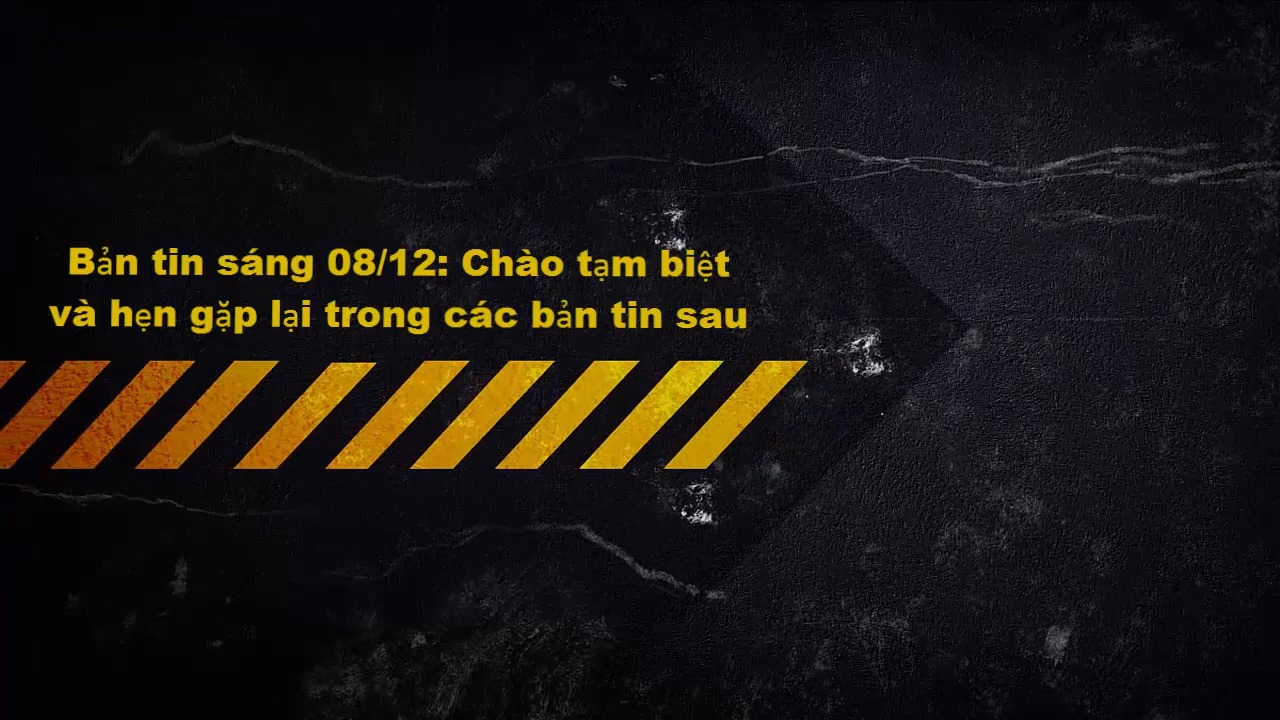 Bản tin sáng 08/12: Chào tạm biệt
và hẹn gặp lại trong các bản tin sau